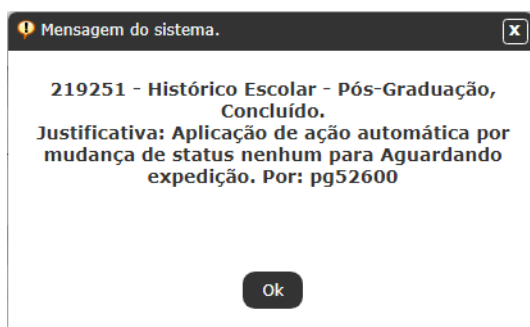 Mensagem do sistema.
X
219251 - Histórico Escolar - Pós-Graduação,
Concluído.
Justificativa: Aplicação de ação automática por
mudança de status nenhum para Aguardando
expedição. Por: pg52600
Ok